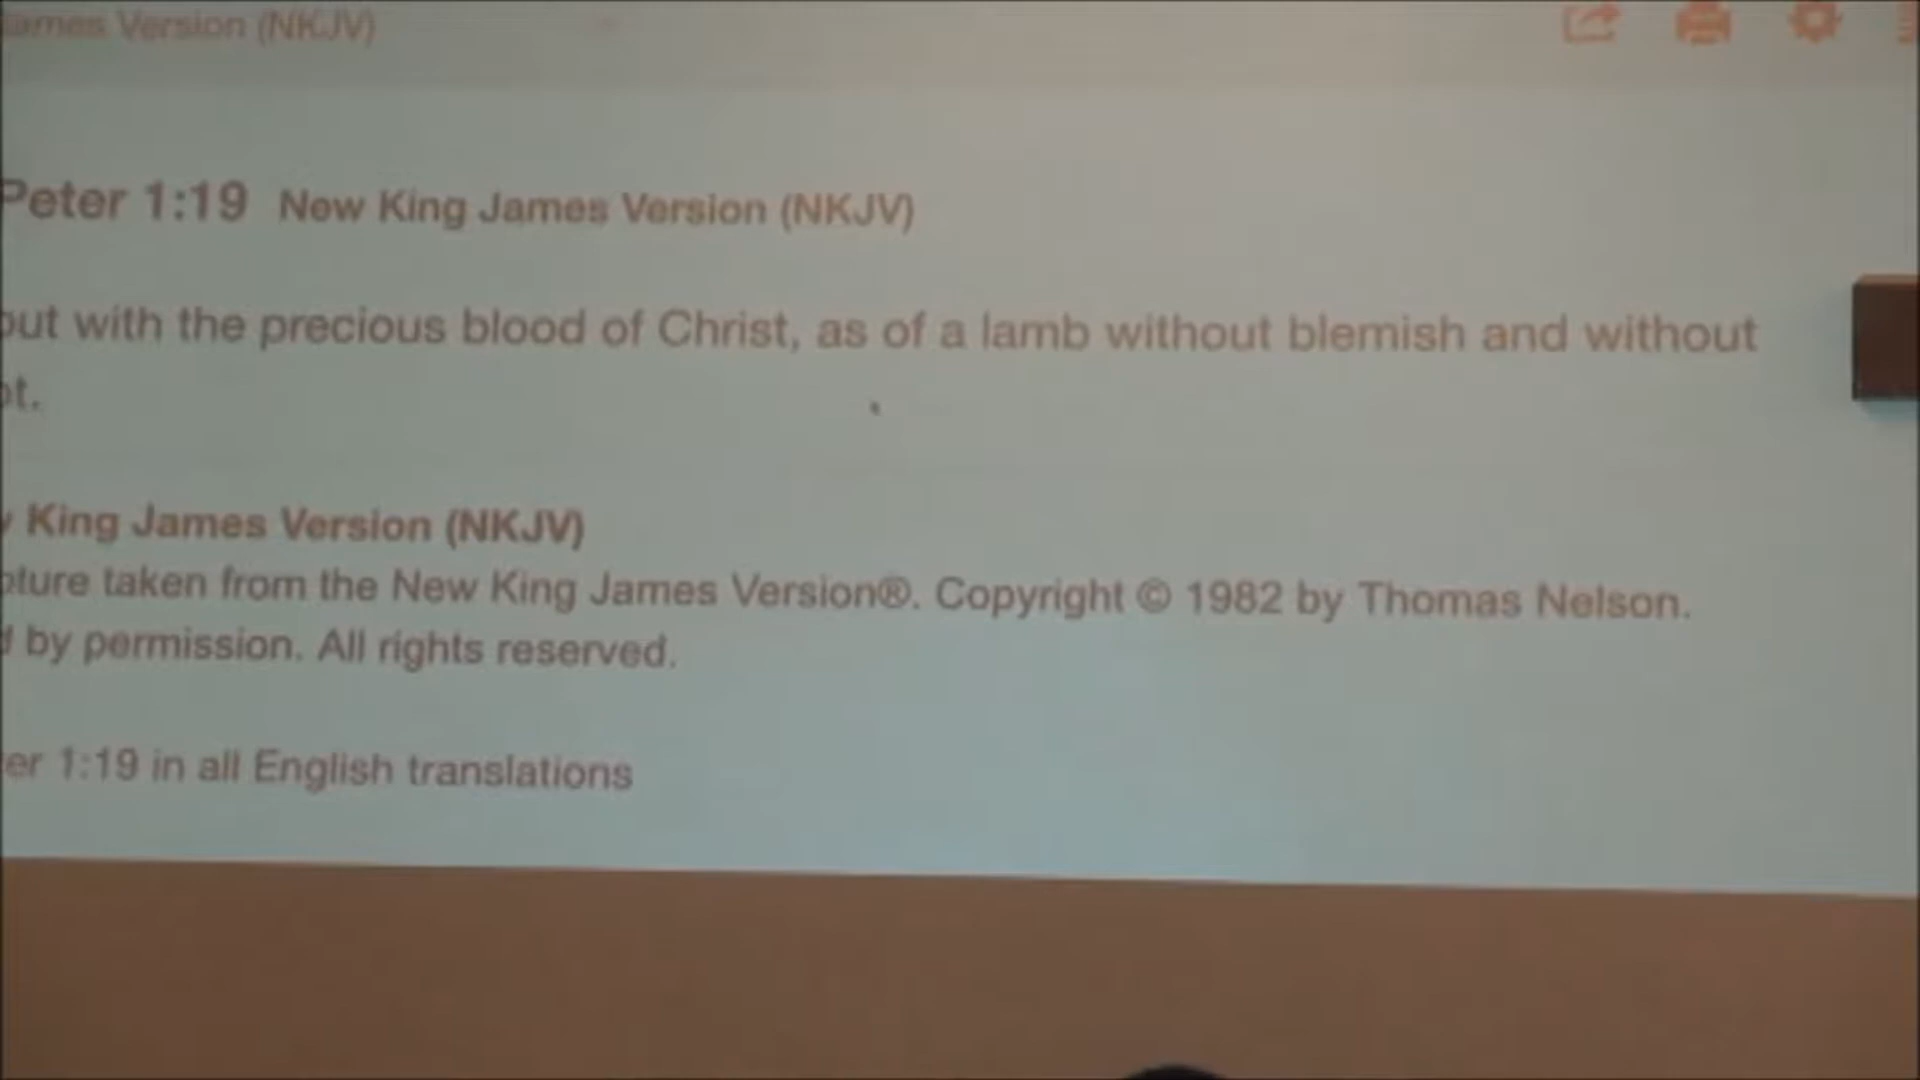 ames Version (NKJV)
Peter 1:19 New King James Version (NKJV)
but with the precious blood of Christ, as of a lamb without blemish and without
ot.
King James Version (NKJV)
pture taken from the New King James Version®. Copyright © 1982 by Thomas Nelson.
d by permission. All rights reserved.
er 1:19 in all English translations